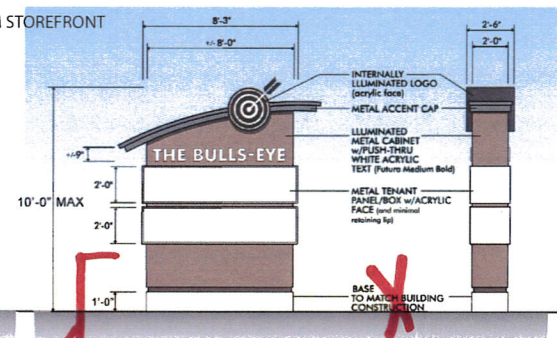 M STOREFRONT
8'-3"
+/- 8'-0"
2'-6"
2'-0"
INTERNALLY
LLUMINATED LOGO
(acrylic face)
METAL ACCENT CAP
LLUMINATED
METAL CABINET
w/PUSH-THRU
WHITE ACRYLIC
TEXT (Futura Medium Bold)
THE BULLS-EYE
+/-9"
2'-0"
10'-0" MAX
METAL TENANT
PANEL/BOX w/ACRYLIC
FACE (and minimal
retaining lip)
2'-0"
1'-0"
BASE
TO MATCH BUILDING
CONSTRUCTION